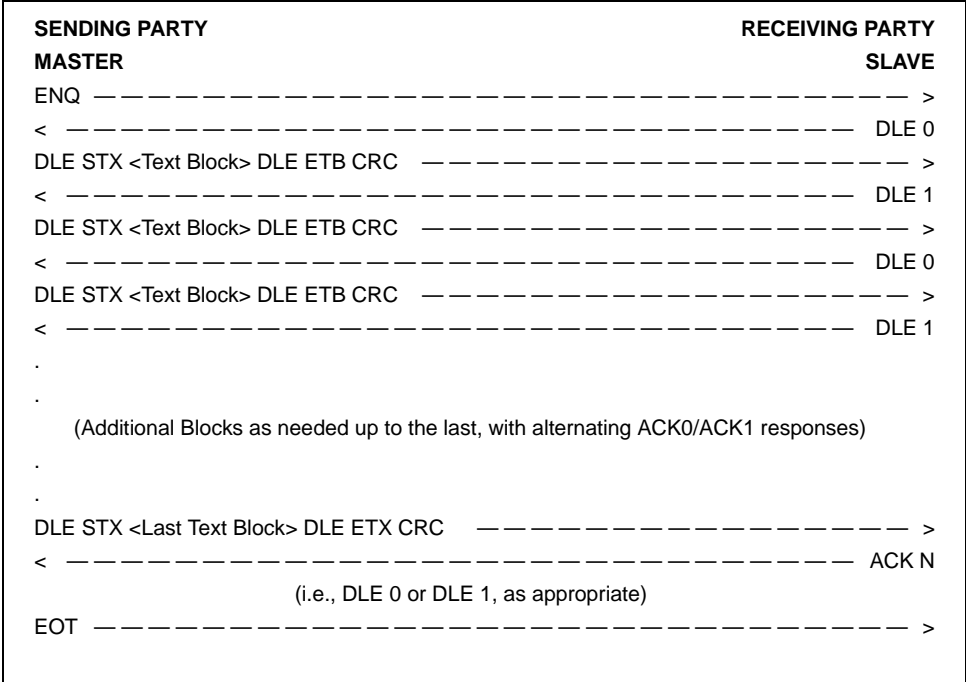 SENDING PARTY RECEIVING PARTY
MASTER SLAVE
ENQ — — — — — — — — — — — — — — — — — — — — — — — — — — — — — — >
< — — — — — — — — — — — — — — — — — — — — — — — — — — — — — DLE 0
DLE STX <Text Block> DLE ETB CRC — — — — — — — — — — — — — — — — — — >
< — — — — — — — — — — — — — — — — — — — — — — — — — — — — — DLE 1
DLE STX <Text Block> DLE ETB CRC — — — — — — — — — — — — — — — — — — >
< — — — — — — — — — — — — — — — — — — — — — — — — — — — — — DLE 0
DLE STX <Text Block> DLE ETB CRC — — — — — — — — — — — — — — — — — — >
< — — — — — — — — — — — — — — — — — — — — — — — — — — — — — DLE 1
.
.
(Additional Blocks as needed up to the last, with alternating ACK0/ACK1 responses)
.
.
DLE STX <Last Text Block> DLE ETX CRC — — — — — — — — — — — — — — — — >
< — — — — — — — — — — — — — — — — — — — — — — — — — — — — — ACK N
(i.e., DLE 0 or DLE 1, as appropriate)
EOT — — — — — — — — — — — — — — — — — — — — — — — — — — — — — — >